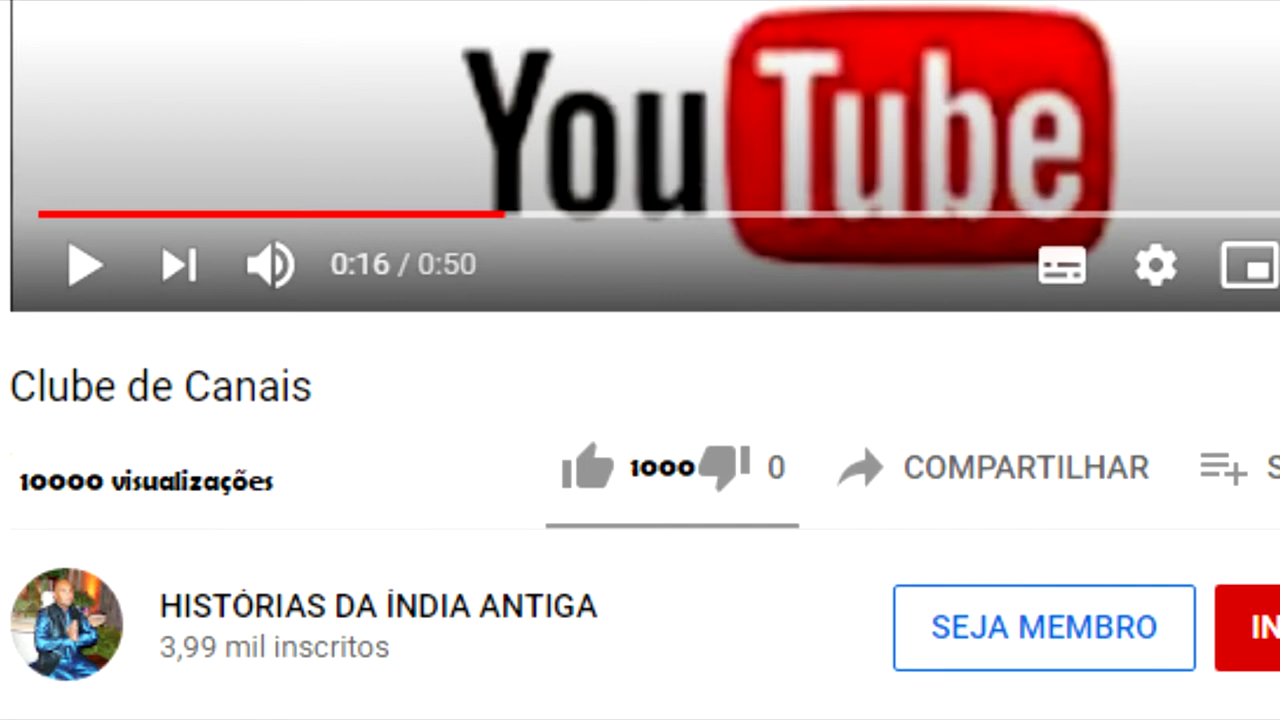 YouTube
0:16 / 0:50
Clube de Canais
10000 visualizações
1000 0 COMPARTILHAR S
HISTÓRIAS DA ÍNDIA ANTIGA
3,99 mil inscritos
SEJA MEMBRO IN